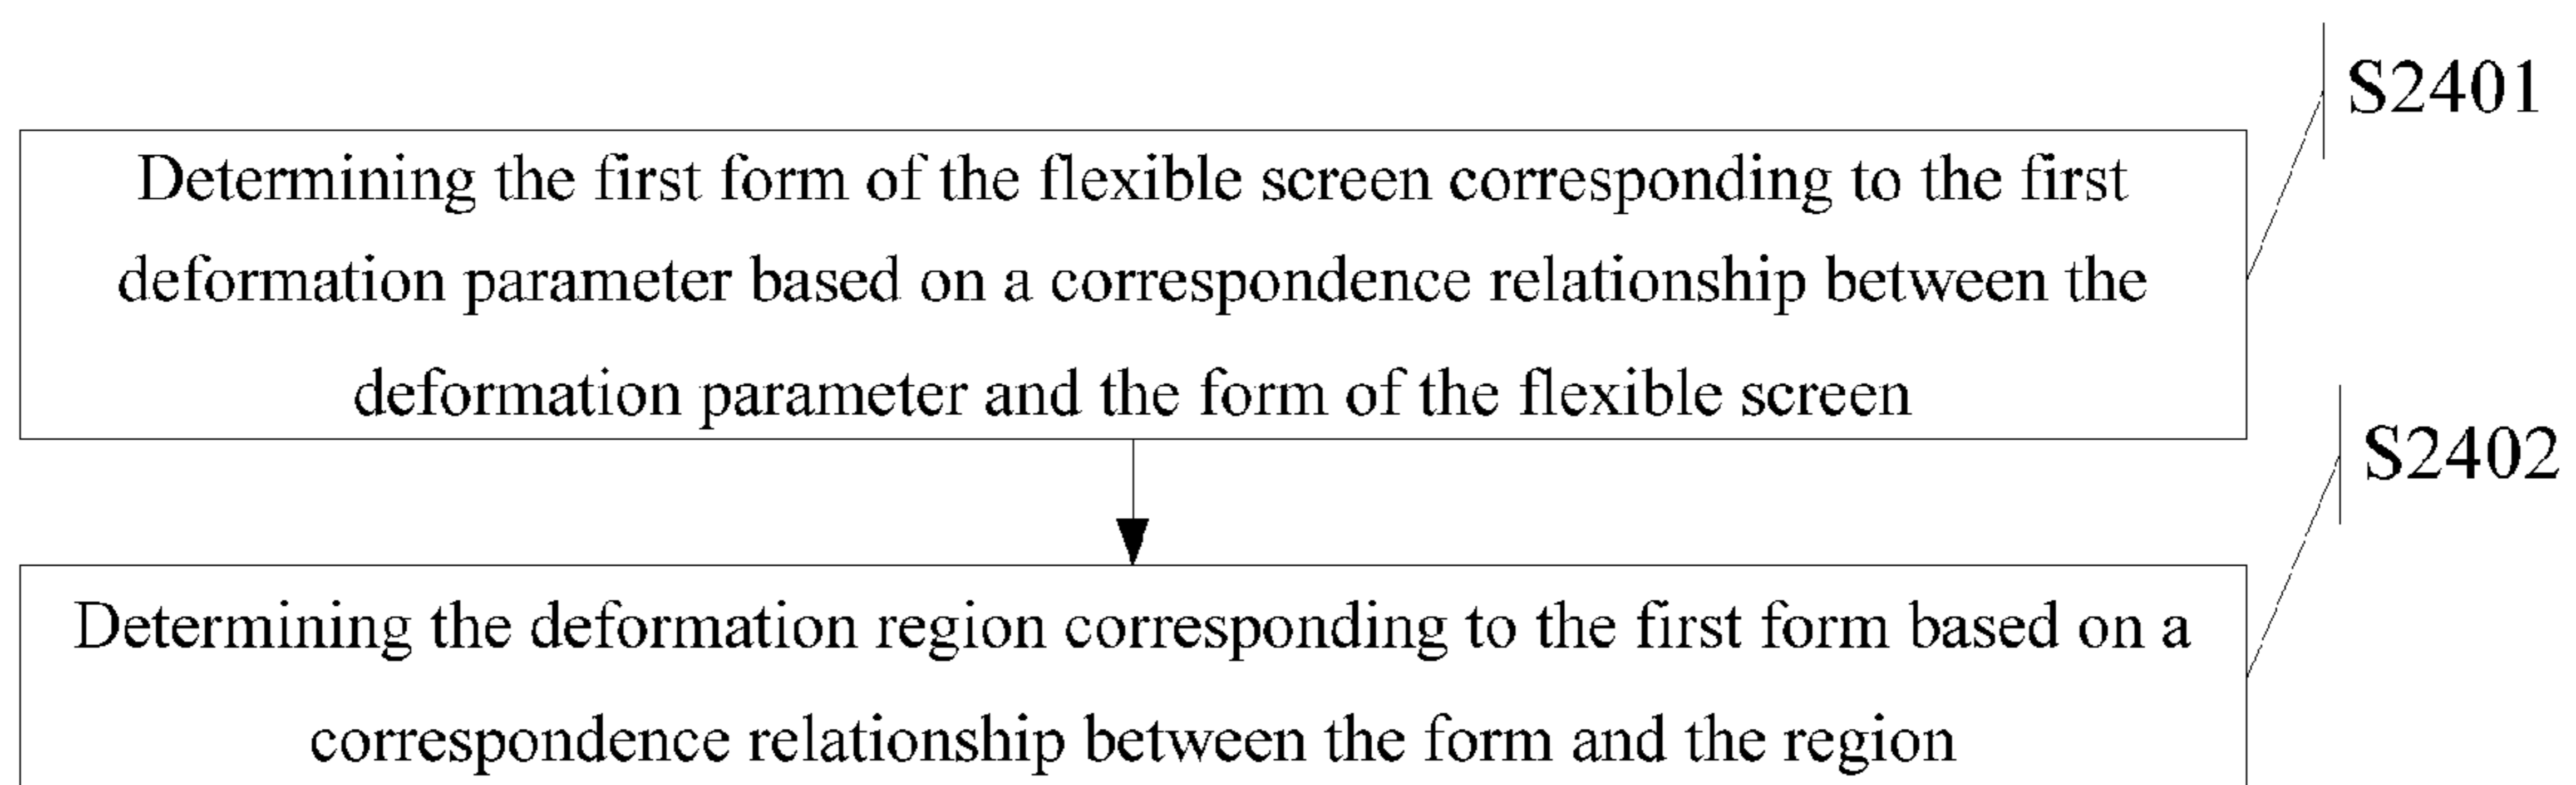 S2401
Determining the first form of the flexible screen corresponding to the first
deformation parameter based on a correspondence relationship between the
deformation parameter and the form of the flexible screen
S2402
Determining the deformation region corresponding to the first form based on a
correspondence relationship between the form and the region